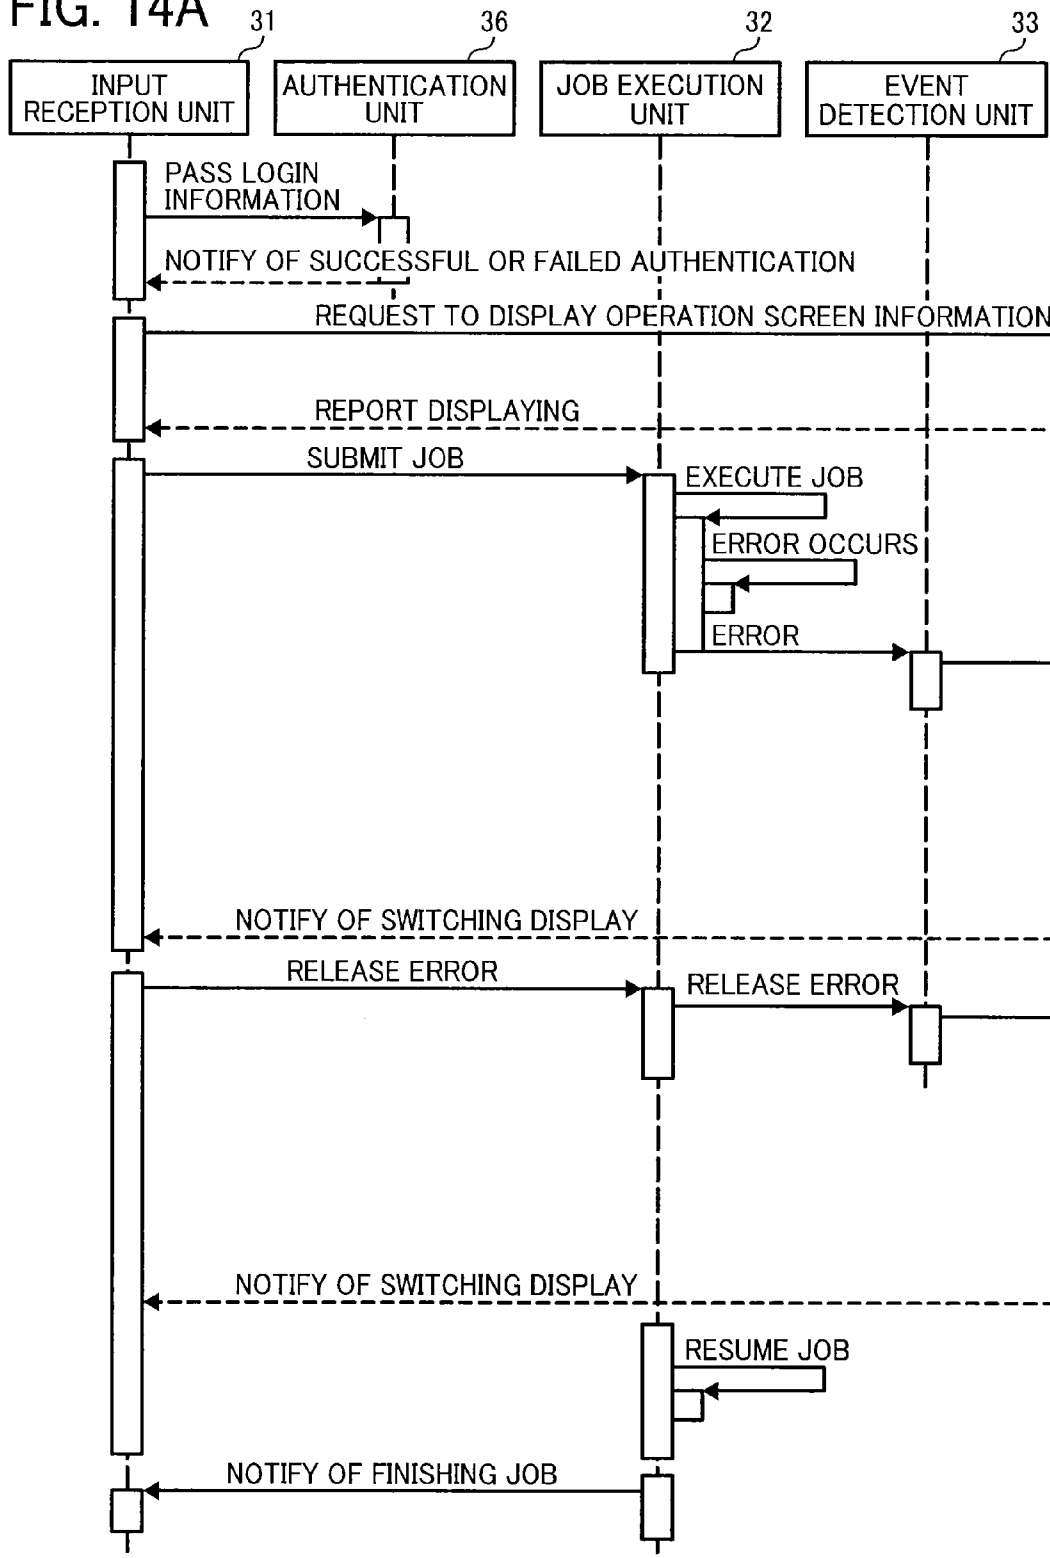 FIG. 14A
31
36
32
33
INPUT
RECEPTION UNIT
AUTHENTICATION
UNIT
JOB EXECUTION
UNIT
EVENT
DETECTION UNIT
PASS LOGIN
INFORMATION
NOTIFY OF SUCCESSFUL OR FAILED AUTHENTICATION
REQUEST TO DISPLAY OPERATION SCREEN INFORMATION
REPORT DISPLAYING
SUBMIT JOB
EXECUTE JOB
ERROR OCCURS
ERROR
NOTIFY OF SWITCHING DISPLAY
RELEASE ERROR
RELEASE ERROR
NOTIFY OF SWITCHING DISPLAY
RESUME JOB
NOTIFY OF FINISHING JOB